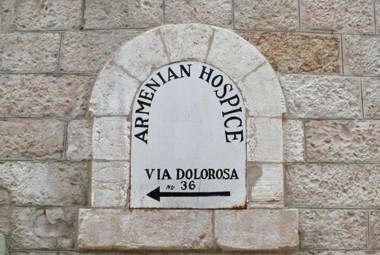 ARMENIAN HOSPICE
VIA DOLOROSA
No 36